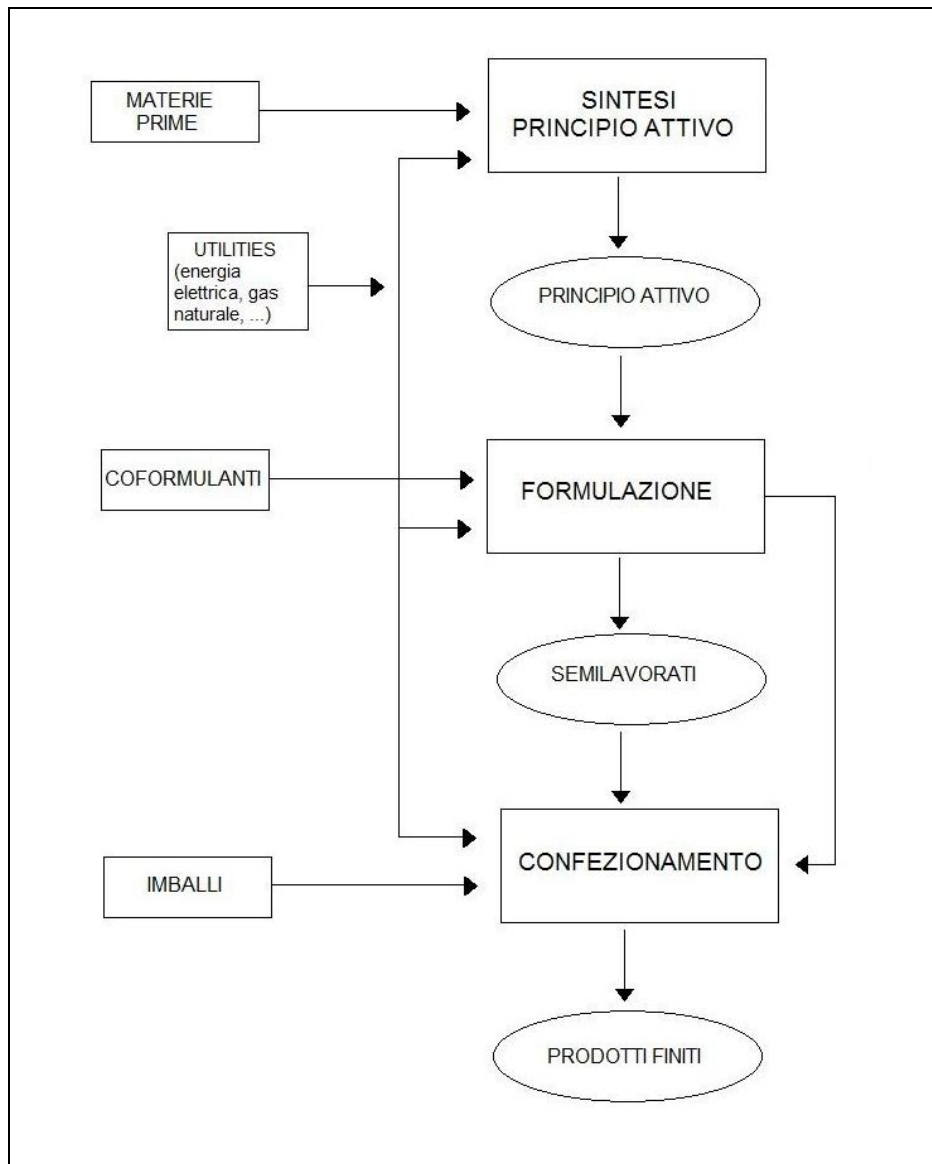 MATERIE
PRIME
SINTESI
PRINCIPIO ATTIVO
UTILITIES
(energia
elettrica, gas
naturale, ...)
PRINCIPIO ATTIVO
COFORMULANTI
FORMULAZIONE
SEMILAVORATI
CONFEZIONAMENTO
IMBALLI
PRODOTTI FINITI